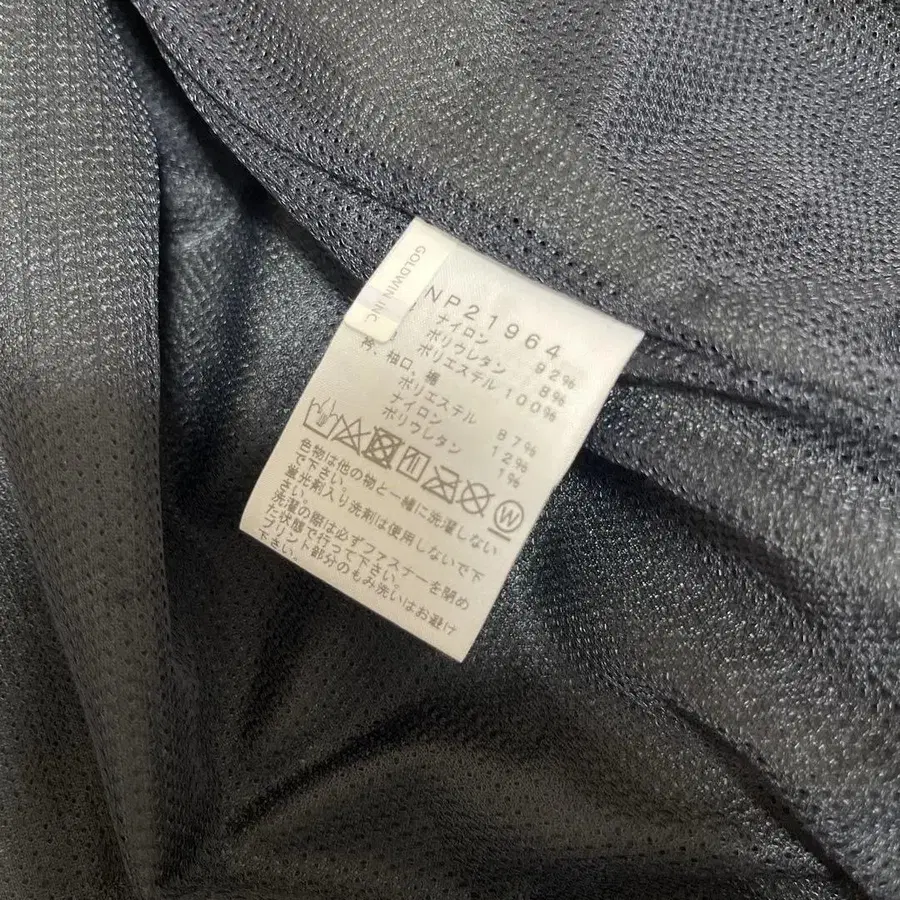 GOLDWIN INC.
NP21964
ナイロン 92%
ポリウレタン 8%
ポリエステル 100%
衿、袖口、裾
ポリエステル 87%
ナイロン 12%
ポリウレタン 1%
W
色物は他の物と一緒に洗濯しない
で下さい。
蛍光剤入り洗剤は使用しないで下
さい。
洗濯の際は必ずファスナーを閉め
た状態で行って下さい。
プリント部分のもみ洗いはお避け
下さい。